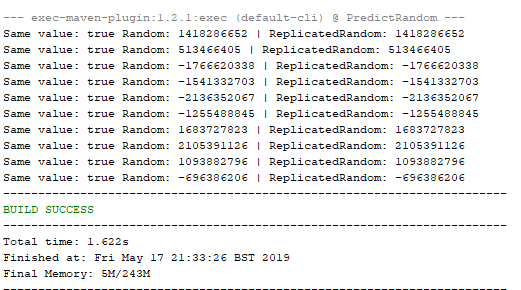 --- exec-maven-plugin:1.2.1:exec (default-cli) @ PredictRandom ---
Same value: true Random: 1418286652 | ReplicatedRandom: 1418286652
Same value: true Random: 513466405 | ReplicatedRandom: 513466405
Same value: true Random: -1766620338 | ReplicatedRandom: -1766620338
Same value: true Random: -1541332703 | ReplicatedRandom: -1541332703
Same value: true Random: -2136352067 | ReplicatedRandom: -2136352067
Same value: true Random: -1255488845 | ReplicatedRandom: -1255488845
Same value: true Random: 1683727823 | ReplicatedRandom: 1683727823
Same value: true Random: 2105391126 | ReplicatedRandom: 2105391126
Same value: true Random: 1093882796 | ReplicatedRandom: 1093882796
Same value: true Random: -696386206 | ReplicatedRandom: -696386206
------------------------------------------------------------------------
BUILD SUCCESS
------------------------------------------------------------------------
Total time: 1.622s
Finished at: Fri May 17 21:33:26 BST 2019
Final Memory: 5M/243M
------------------------------------------------------------------------